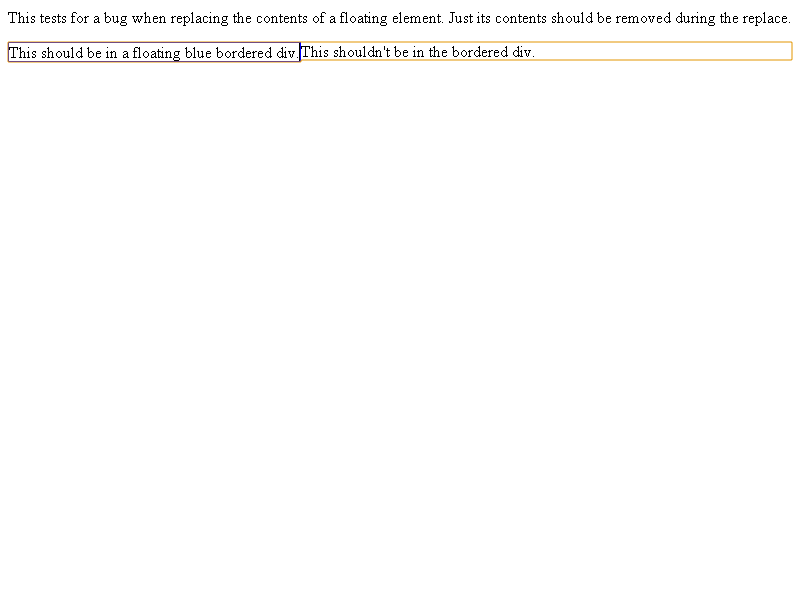 This tests for a bug when replacing the contents of a floating element. Just its contents should be removed during the replace.
This should be in a floating blue bordered div. This shouldn't be in the bordered div.